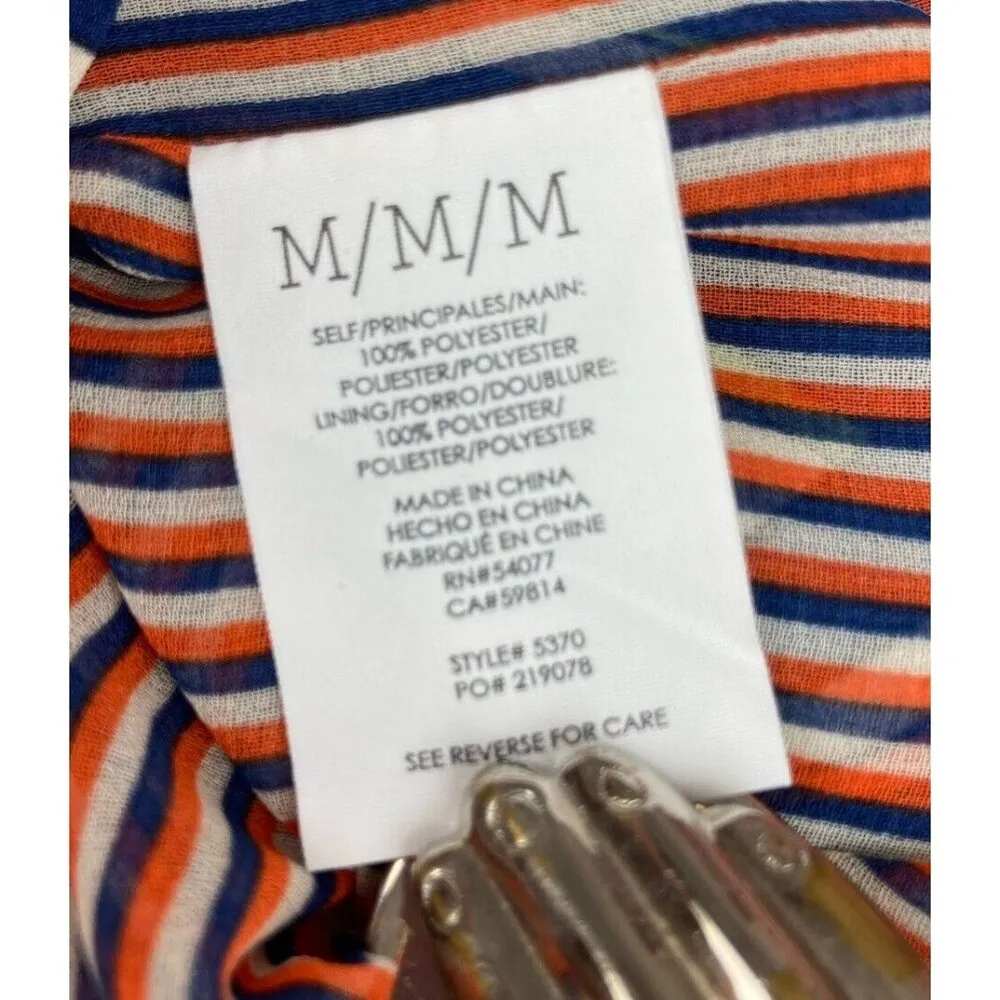 M/M/M
SELF/PRINCIPALES/MAIN:
100% POLYESTER/
POLIESTER/POLYESTER
LINING/FORRO/DOUBLURE:
100% POLYESTER/
POLIESTER/POLYESTER
MADE IN CHINA
HECHO EN CHINA
FABRIQUÉ EN CHINE
RN#54077
CA#59814
STYLE# 5370
PO# 219078
SEE REVERSE FOR CARE